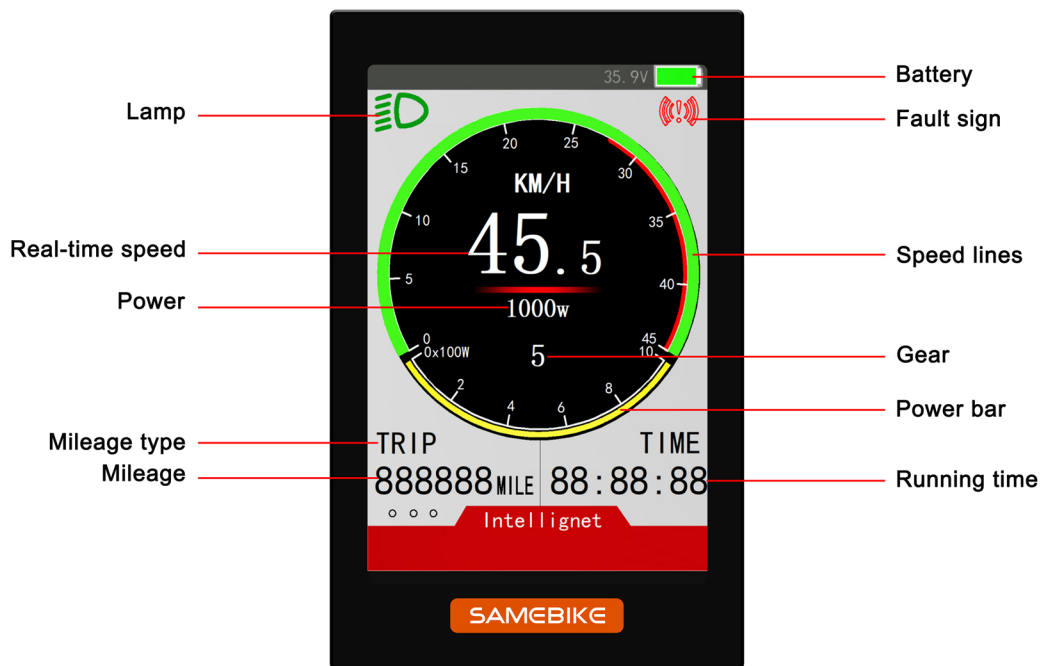 35.9V
Battery
Lamp
Fault sign
20
25
15
30
KM/H
10
35
Real-time speed
45.5
Speed lines
5
40
Power
1000w
0
45
0x100W
10
5
Gear
2
8
4
6
Power bar
Mileage type
TRIP
TIME
Mileage
888888 MILE
88:88:88
Running time
Intellignet
SAMEBIKE